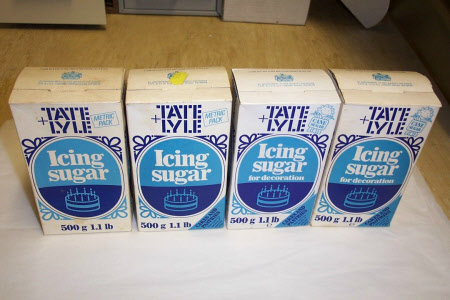 TATE
+LYLE
METRIC
PACK
Icing
sugar
500 g 1.1 lb
TATE
+LYLE
METRIC
PACK
Icing
sugar
500 g 1.1 lb
TATE
+LYLE
Icing
sugar
for decoration
500 g 1.1 lb
e
TATE
+LYLE
Icing
sugar
for decoration
500 g 1.1 lb
e